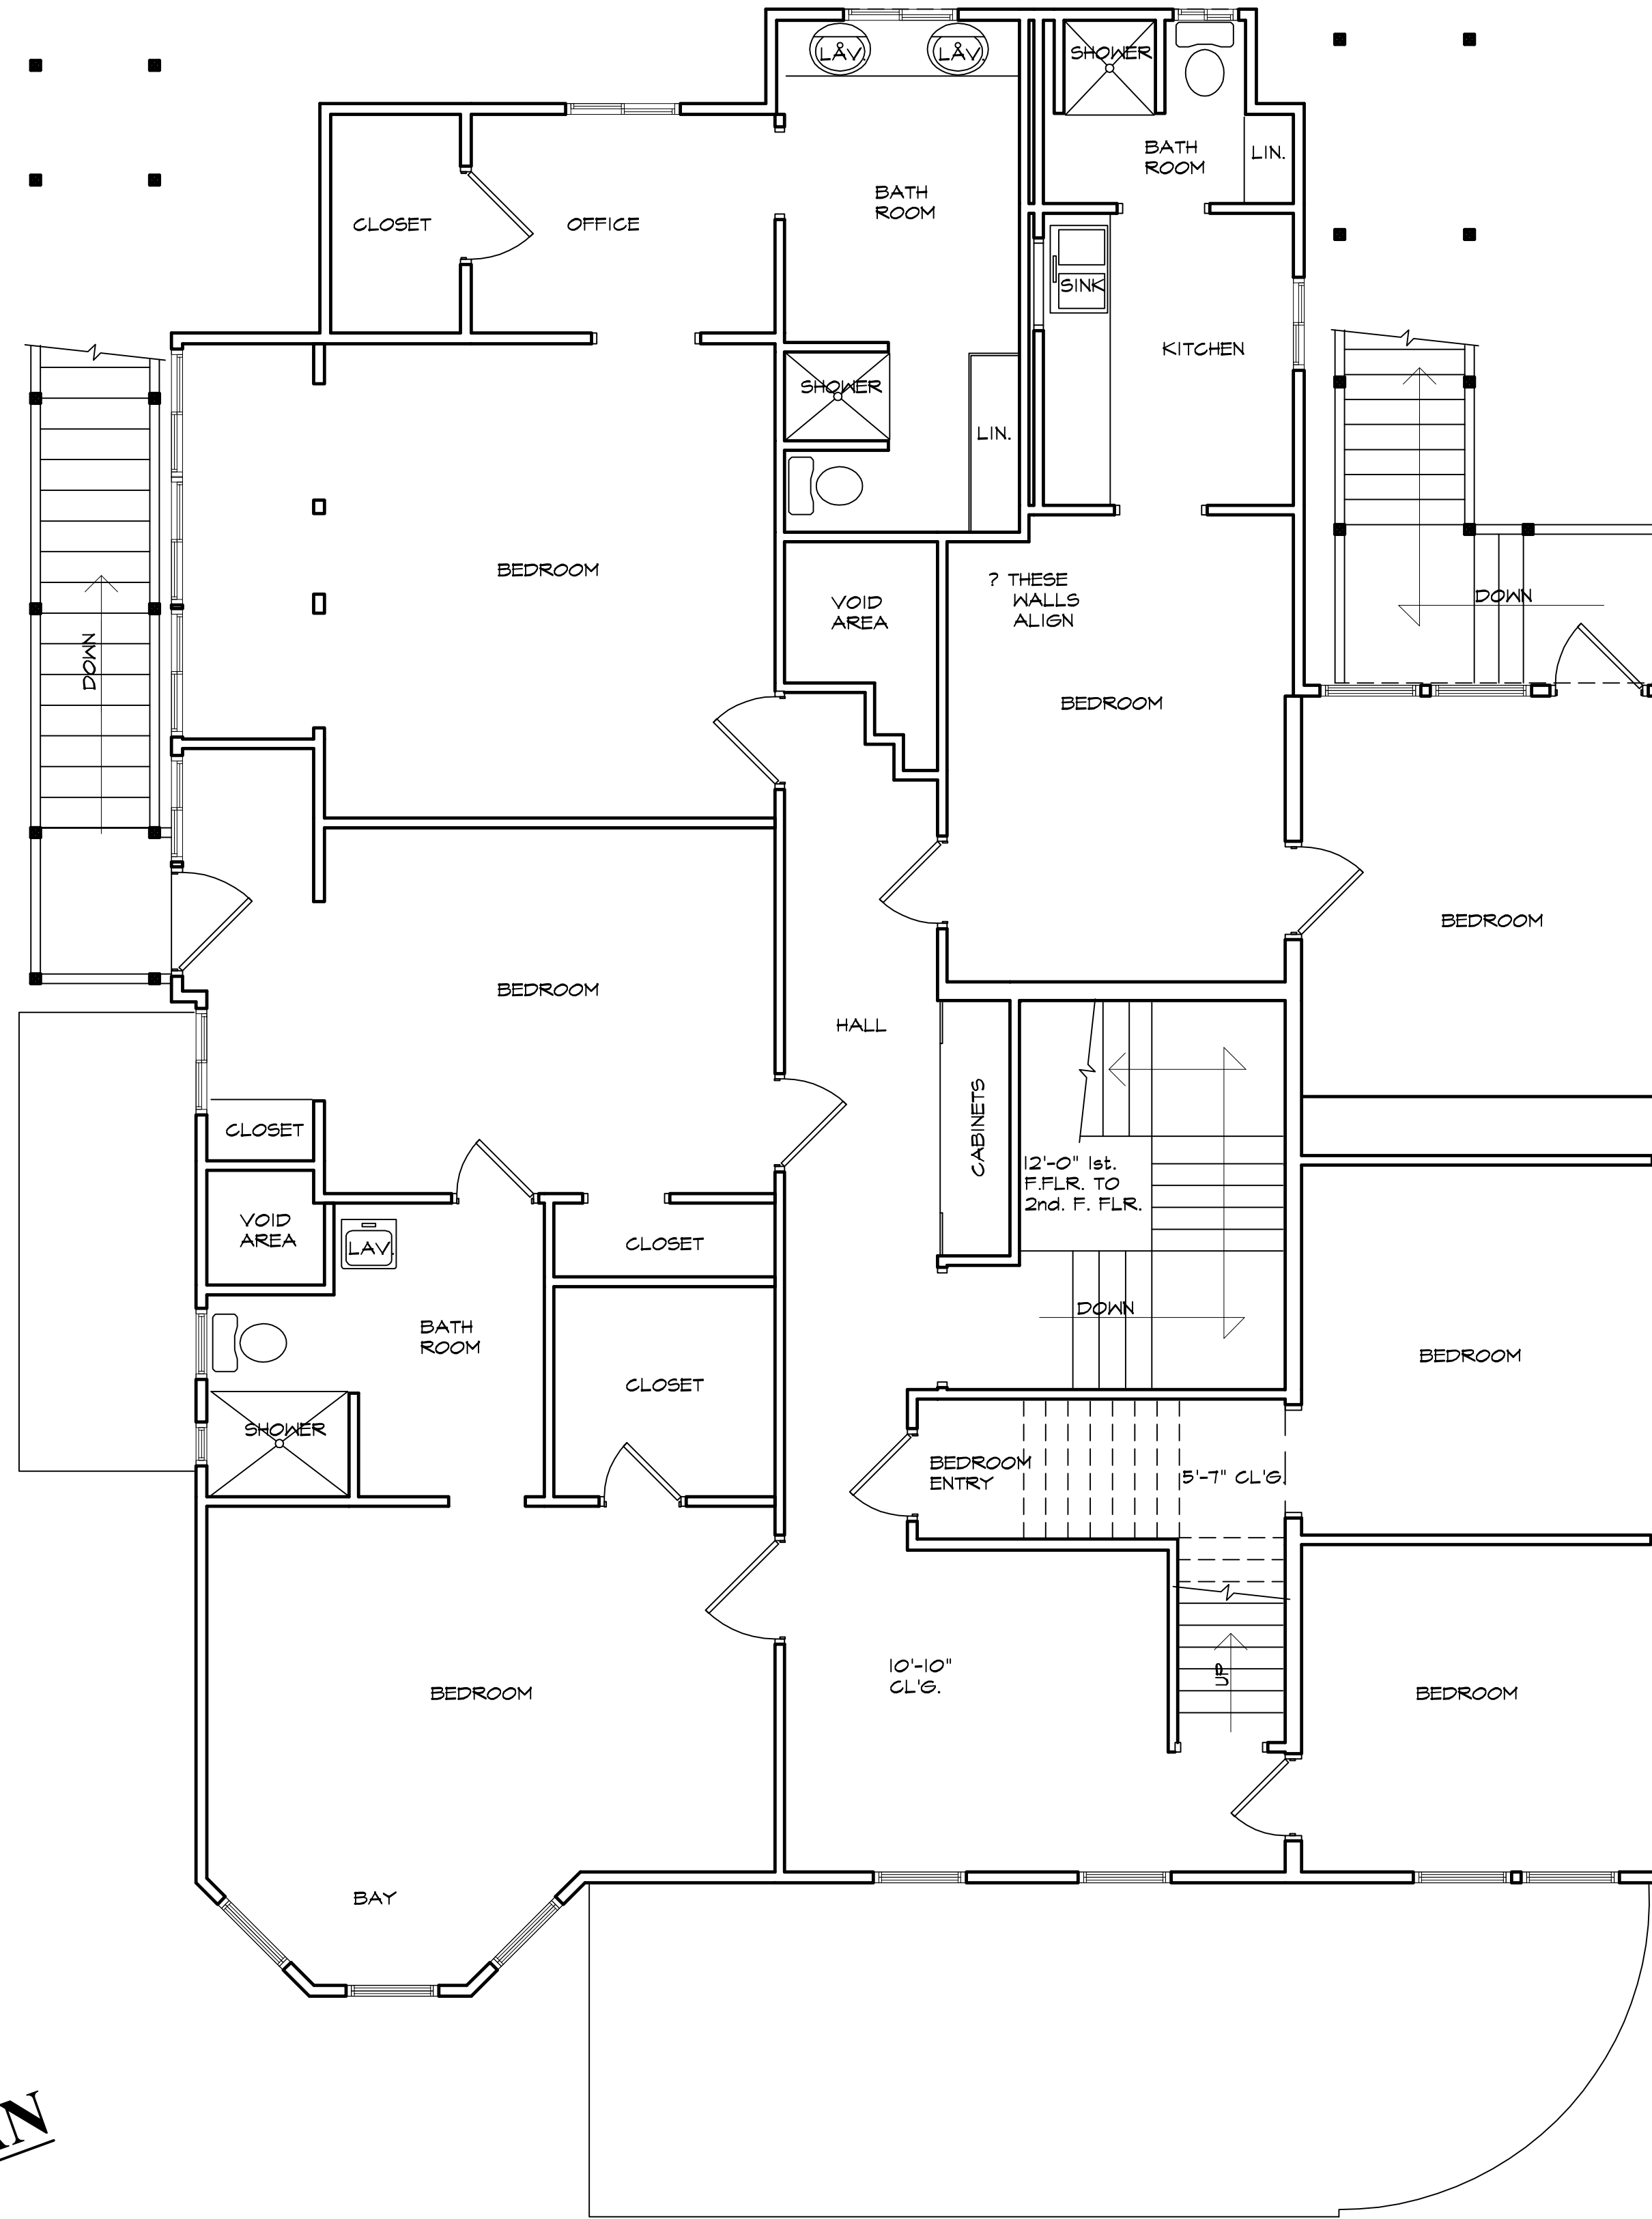 LAV.
LAV.
SHOWER
BATH
ROOM
LIN.
BATH
ROOM
CLOSET
OFFICE
SINK
KITCHEN
SHOWER
LIN.
BEDROOM
? THESE
WALLS
ALIGN
VOID
AREA
DOWN
DOWN
BEDROOM
BEDROOM
BEDROOM
HALL
CLOSET
CABINETS
12'-0" 1st.
F.FLR. TO
2nd. F. FLR.
VOID
AREA
LAV.
CLOSET
DOWN
BATH
ROOM
BEDROOM
CLOSET
SHOWER
BEDROOM
ENTRY
5'-7" CL'G.
10'-10"
CL'G.
UP
BEDROOM
BEDROOM
BAY